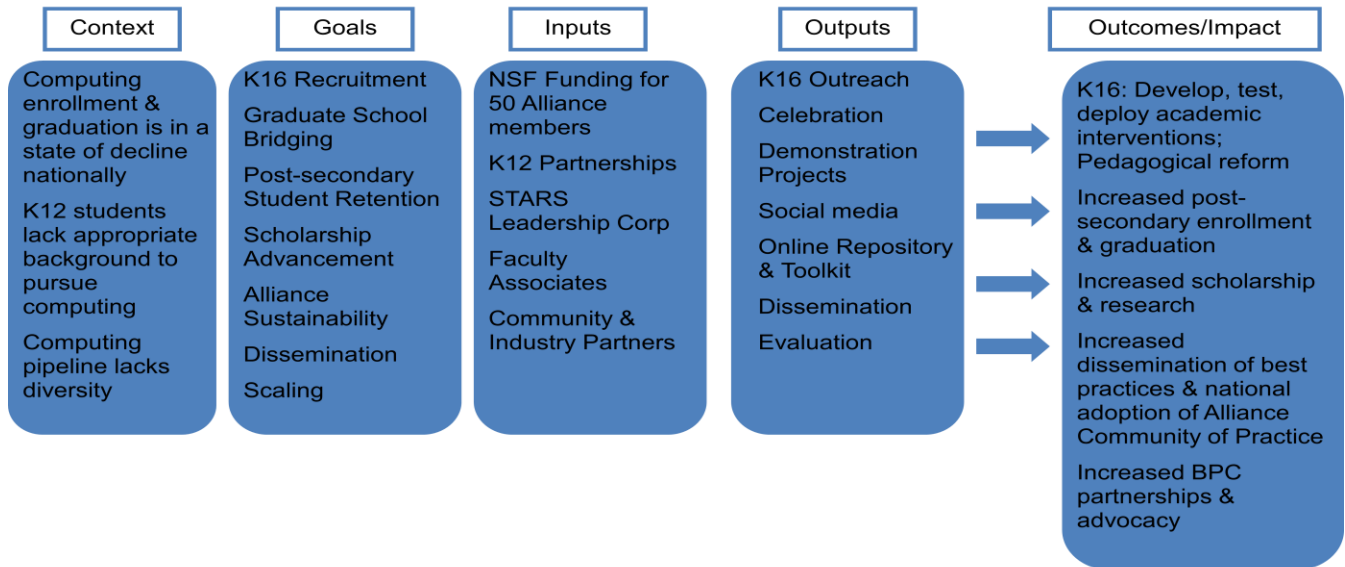 Context
Computing
enrollment &
graduation is in a
state of decline
nationally
K12 students
lack appropriate
background to
pursue
computing
Computing
pipeline lacks
diversity
Goals
K16 Recruitment
Graduate School
Bridging
Post-secondary
Student Retention
Scholarship
Advancement
Alliance
Sustainability
Dissemination
Scaling
Inputs
NSF Funding for
50 Alliance
members
K12 Partnerships
STARS
Leadership Corp
Faculty
Associates
Community &
Industry Partners
Outputs
K16 Outreach
Celebration
Demonstration
Projects
Social media
Online Repository
& Toolkit
Dissemination
Evaluation
Outcomes/Impact
K16: Develop, test,
deploy academic
interventions;
Pedagogical reform
Increased post-
secondary enrollment
& graduation
Increased scholarship
& research
Increased
dissemination of best
practices & national
adoption of Alliance
Community of Practice
Increased BPC
partnerships &
advocacy